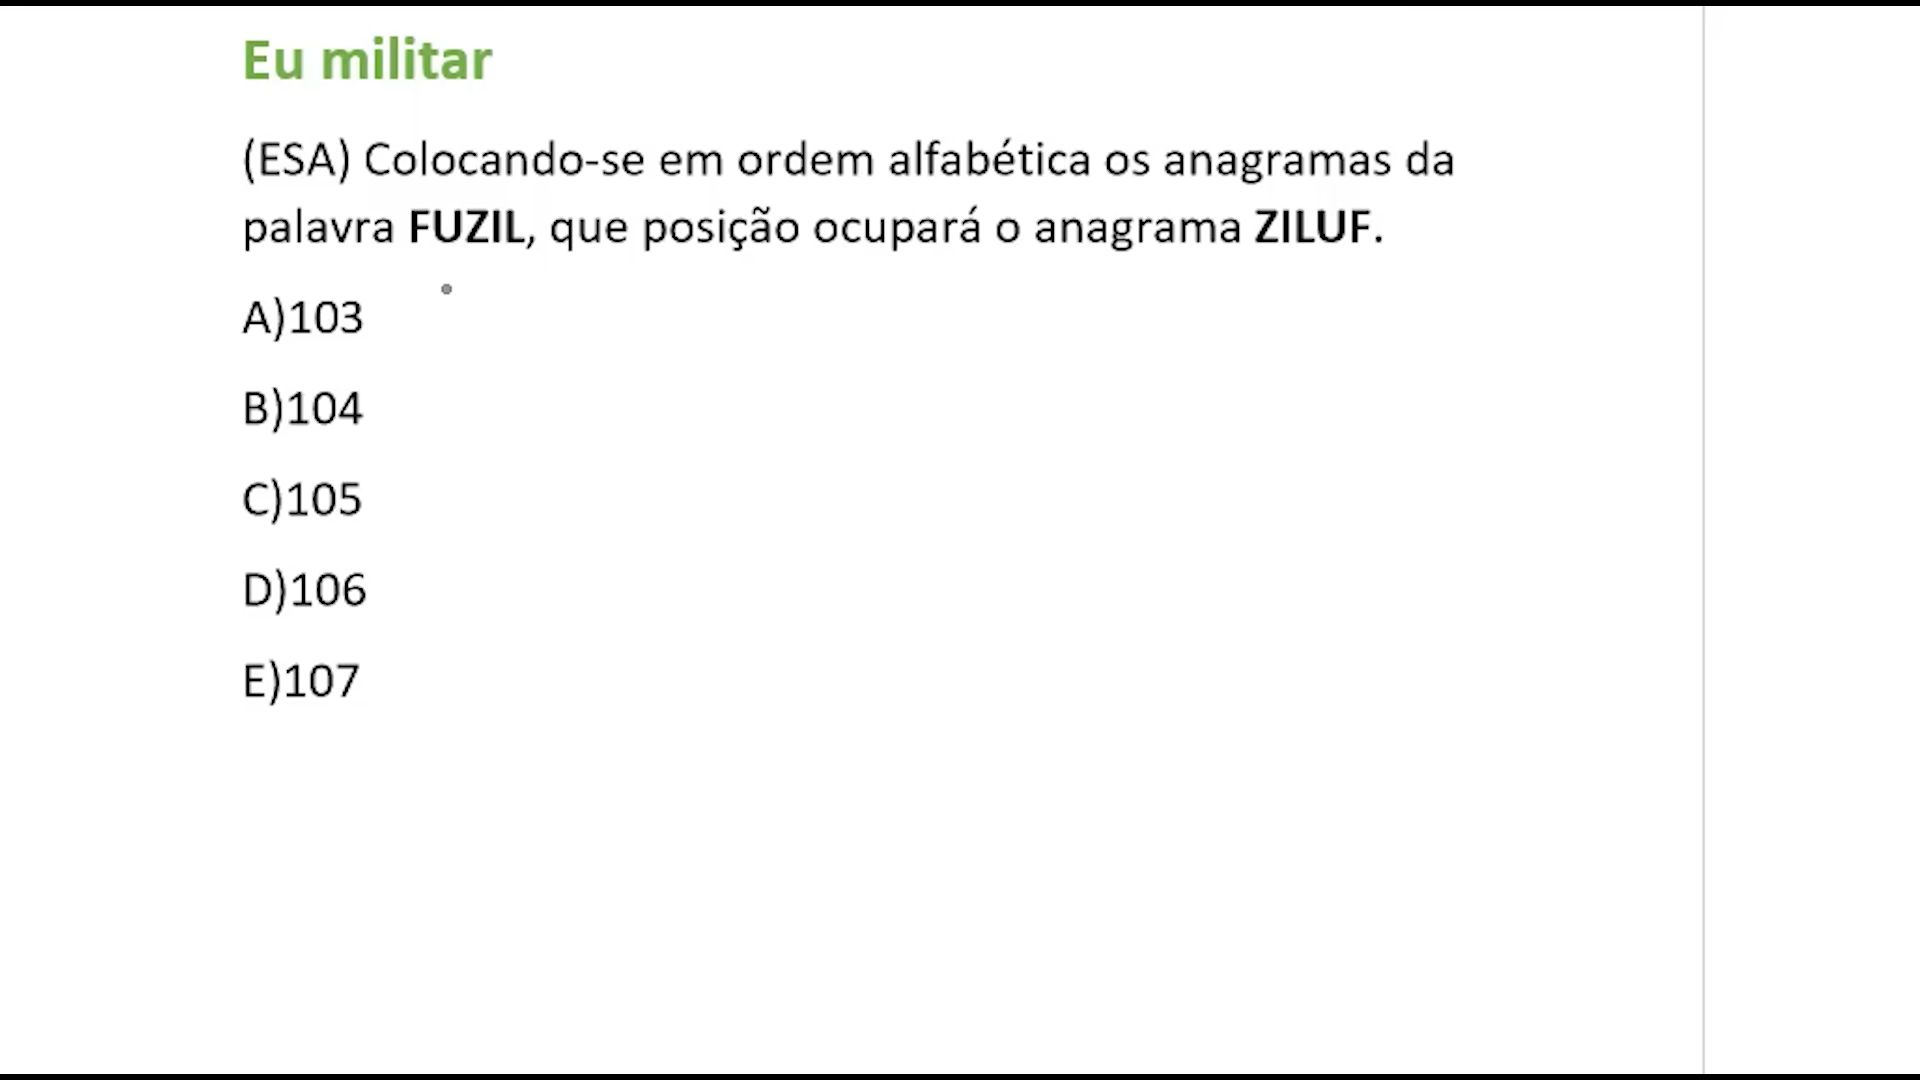 Eu militar
(ESA) Colocando-se em ordem alfabética os anagramas da
palavra FUZIL, que posição ocupará o anagrama ZILUF.
A)103
B)104
C)105
D)106
E)107